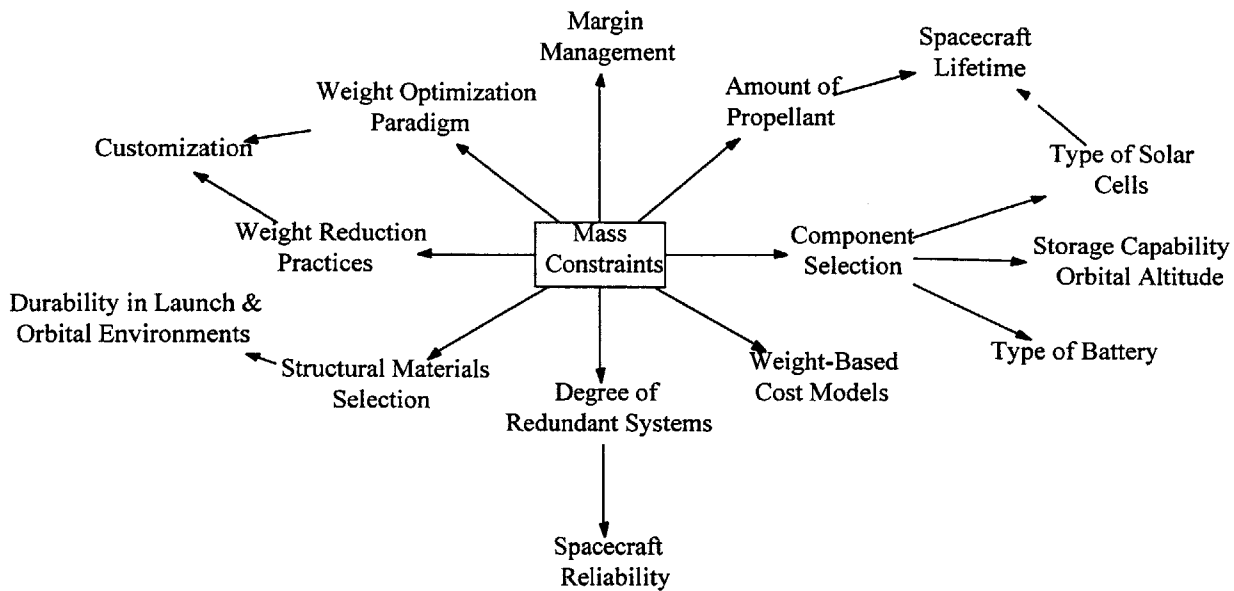 Margin
Management
Spacecraft
Lifetime
Amount of
Propellant
Weight Optimization
Paradigm
Customization
Type of Solar
Cells
Weight Reduction
Practices
Mass
Constraints
Component
Selection
Storage Capability
Orbital Altitude
Durability in Launch &
Orbital Environments
Structural Materials
Selection
Degree of
Redundant Systems
Weight-Based
Cost Models
Type of Battery
Spacecraft
Reliability